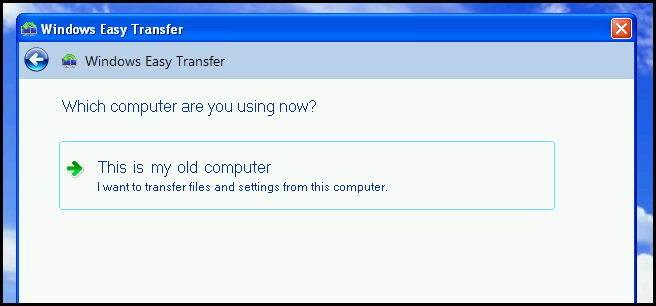 Windows Easy Transfer
Windows Easy Transfer
Which computer are you using now?
This is my old computer
I want to transfer files and settings from this computer.